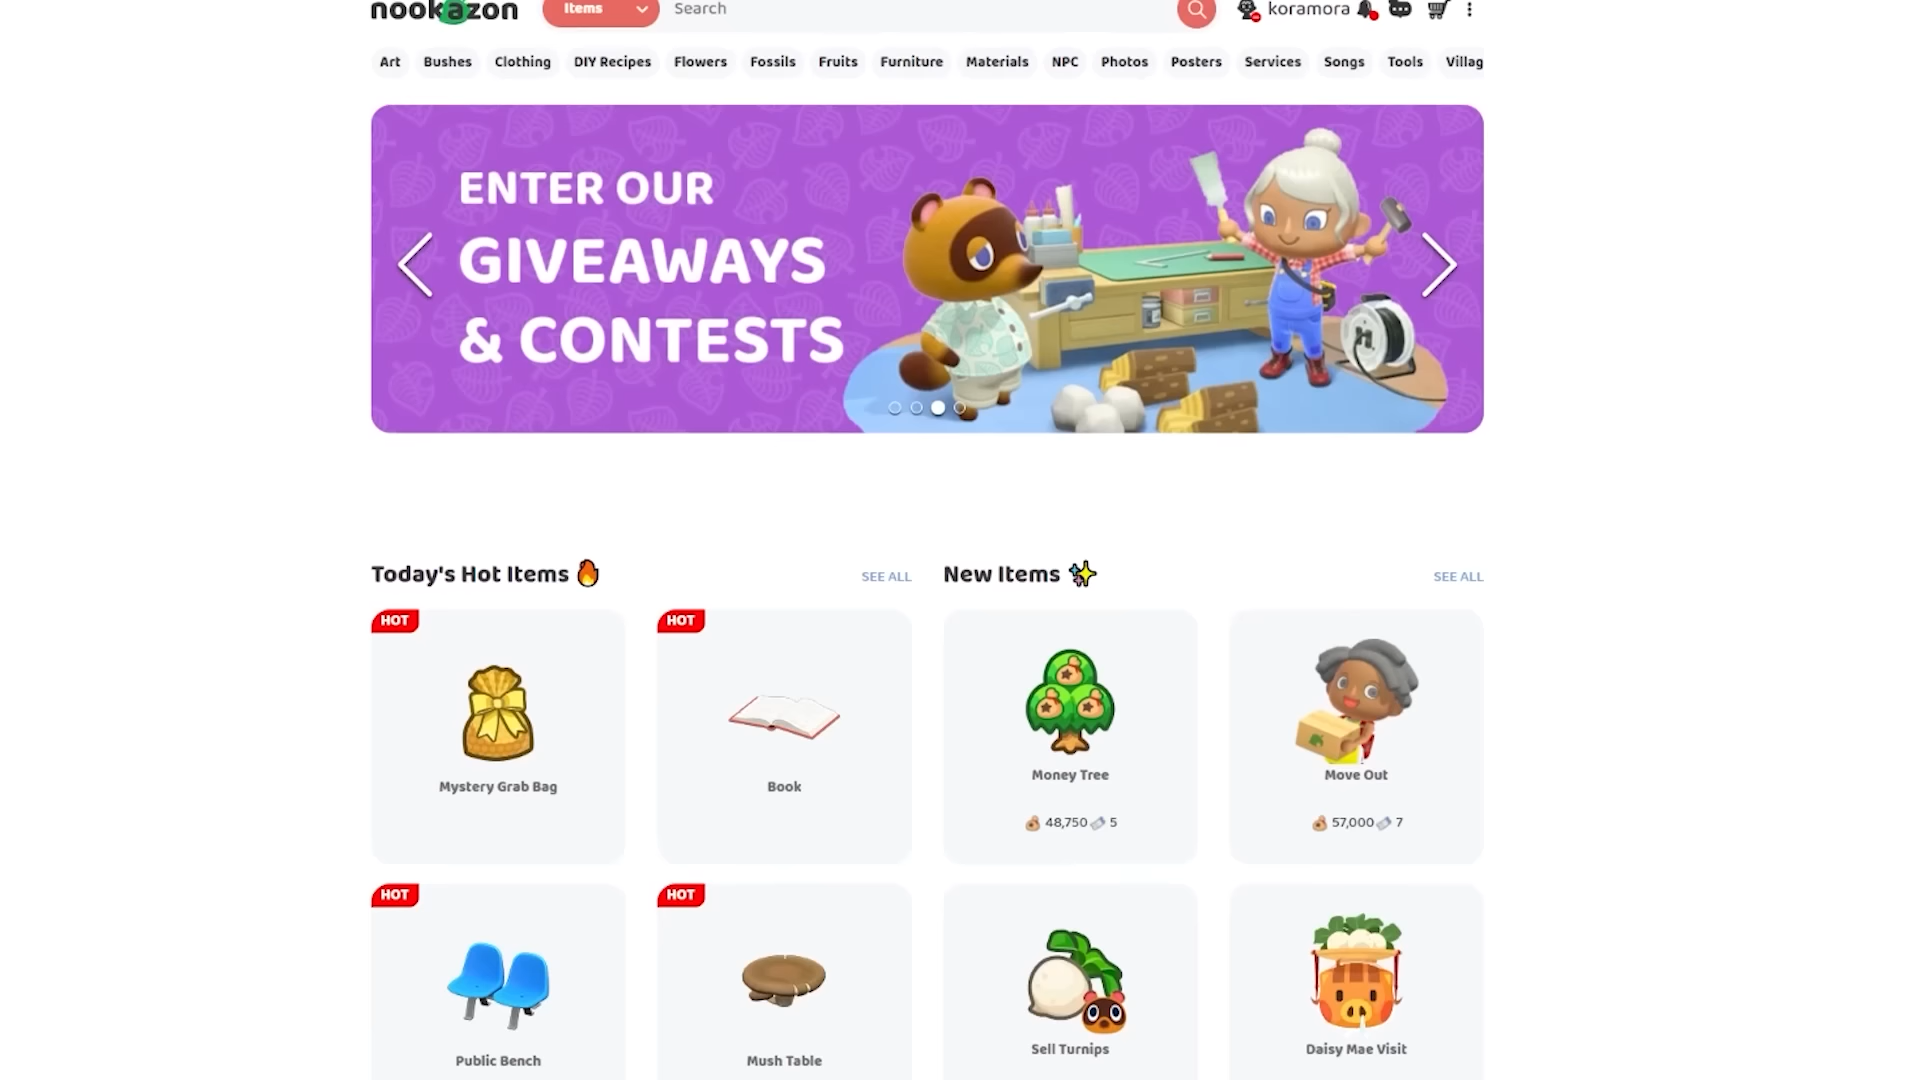 nookazon
Items
Search
koramora
Art Bushes Clothing DIY Recipes Flowers Fossils Fruits Furniture Materials NPC Photos Posters Services Songs Tools Villag
ENTER OUR
GIVEAWAYS
& CONTESTS
Today's Hot Items
SEE ALL
New Items
SEE ALL
HOT
HOT
Mystery Grab Bag
Book
Money Tree
Move Out
48,750 5
57,000 7
HOT
HOT
Public Bench
Mush Table
Sell Turnips
Daisy Mae Visit